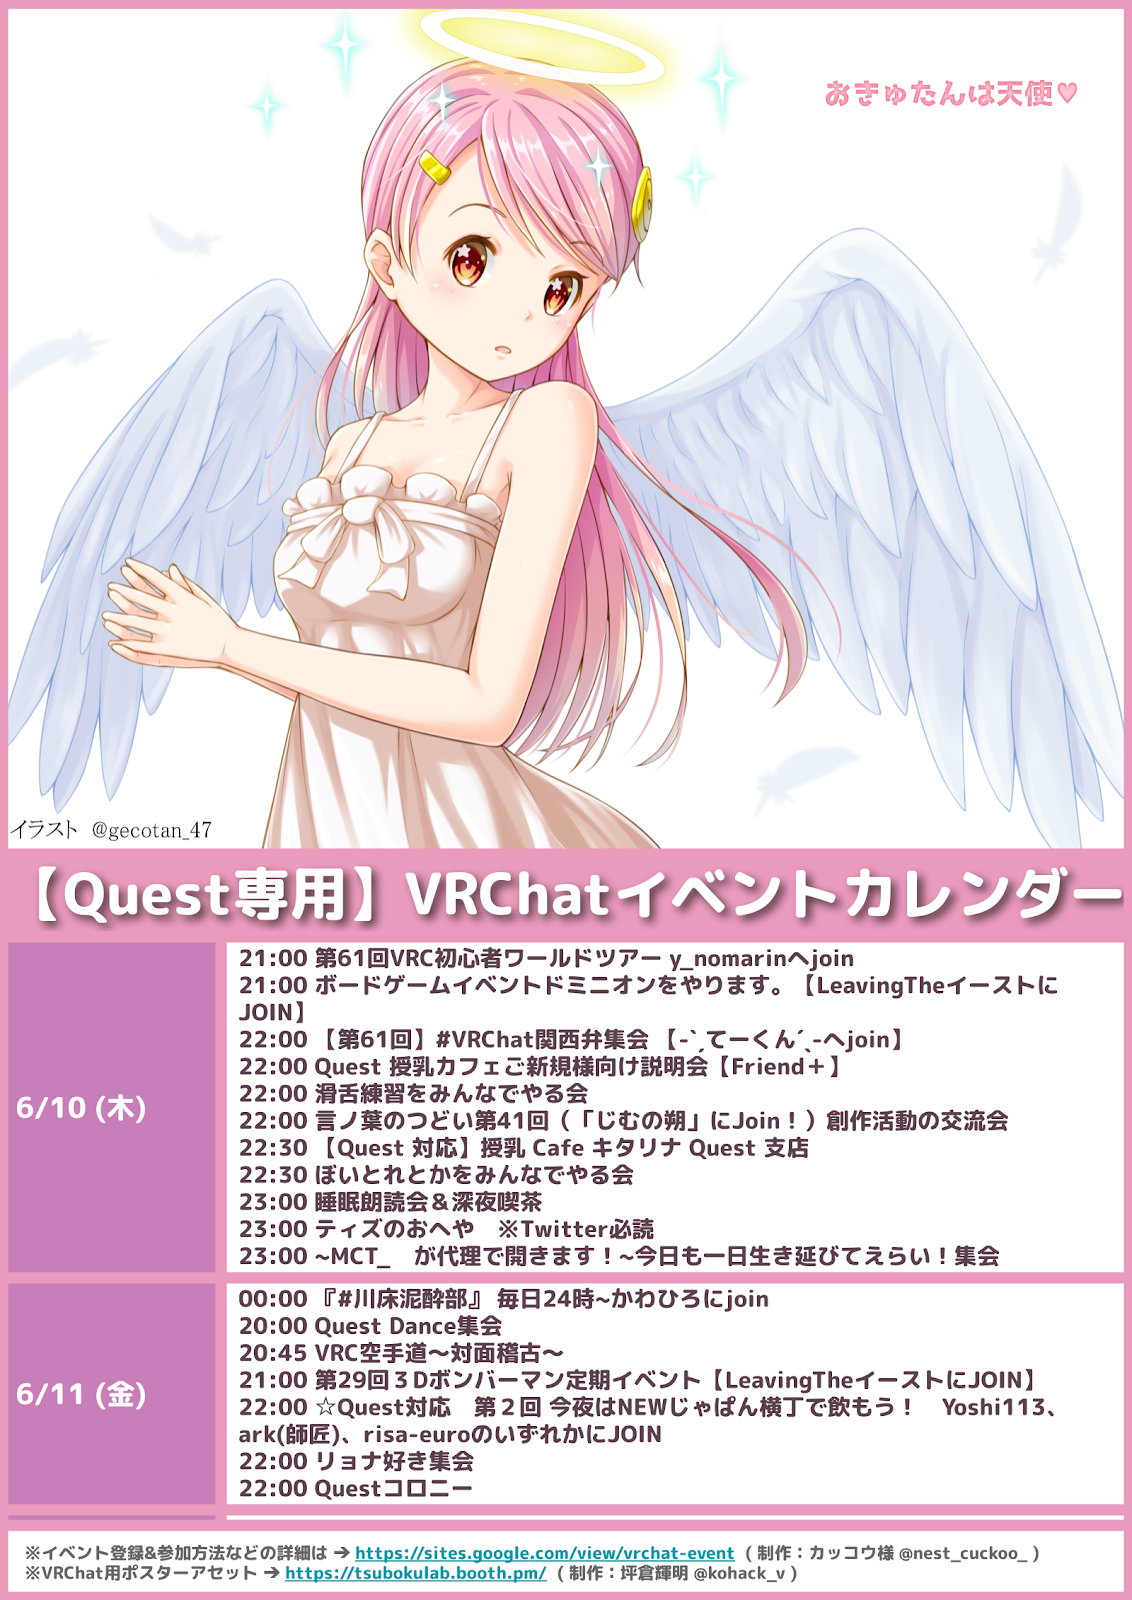 おきゅたんは天使♥
イラスト @gecotan_47
【Quest専用】VRChatイベントカレンダー
6/10 (木)
21:00 第61回VRC初心者ワールドツアー y_nomarinへjoin
21:00 ボードゲームイベントドミニオンをやります。【LeavingTheイーストに
JOIN】
22:00 【第61回】#VRChat関西弁集会 【-`ˏてーくんˊˎ-へjoin】
22:00 Quest 授乳カフェご新規様向け説明会【Friend＋】
22:00 滑舌練習をみんなでやる会
22:00 言ノ葉のつどい第41回（「じむの朔」にJoin！）創作活動の交流会
22:30 【Quest 対応】授乳 Cafe キタリナ Quest 支店
22:30 ぼいとれとかをみんなでやる会
23:00 睡眠朗読会＆深夜喫茶
23:00 ティズのおへや　※Twitter必読
23:00 ~MCT_　が代理で開きます！~今日も一日生き延びてえらい！集会
6/11 (金)
00:00 『#川床泥酔部』 毎日24時~かわひろにjoin
20:00 Quest Dance集会
20:45 VRC空手道～対面稽古～
21:00 第29回３Dボンバーマン定期イベント【LeavingTheイーストにJOIN】
22:00 ☆Quest対応　第２回 今夜はNEWじゃぱん横丁で飲もう！　Yoshi113、
ark(師匠)、risa-euroのいずれかにJOIN
22:00 リョナ好き集会
22:00 Questコロニー
※イベント登録&参加方法などの詳細は → https://sites.google.com/view/vrchat-event ( 制作：カッコウ様 @nest_cuckoo_ )
※VRChat用ポスターアセット → https://tsubokulab.booth.pm/ ( 制作：坪倉輝明 @kohack_v )